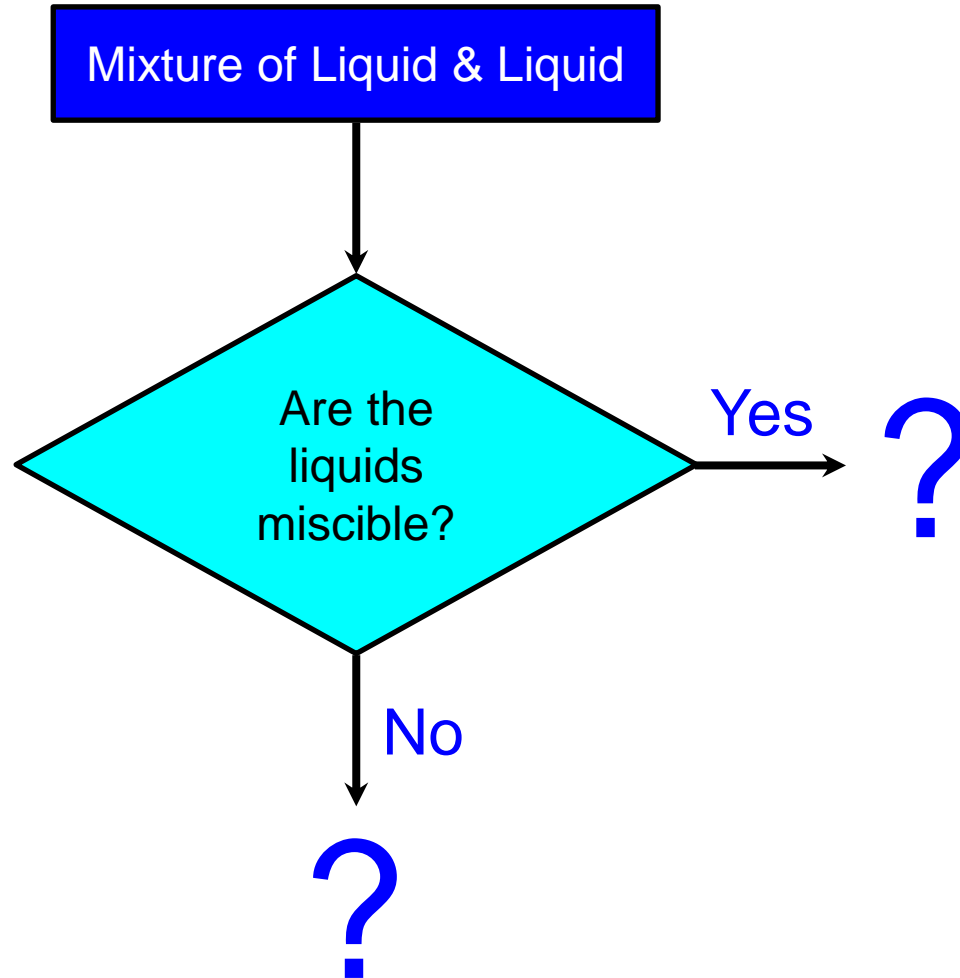 Mixture of Liquid & Liquid
Are the
liquids
miscible?
Yes
?
No
?